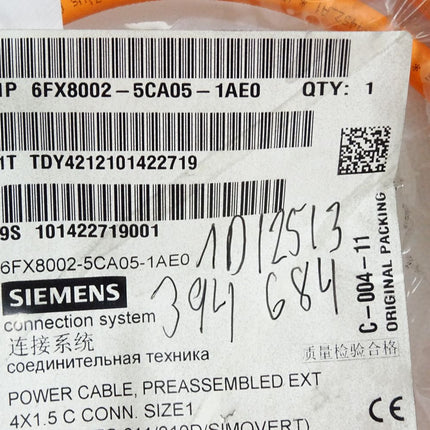 1P 6FX8002-5CA05-1AE0 QTY: 1
1T TDY4212101422719
9S 101422719001
6FX8002-5CA05-1AE0
1D12513
394 684
SIEMENS
connection system
连接系统
соединительная техника
C-004-11
ORIGINAL PACKING
质量检验合格
POWER CABLE, PREASSEMBLED EXT
4X1.5 C CONN. SIZE1
CE